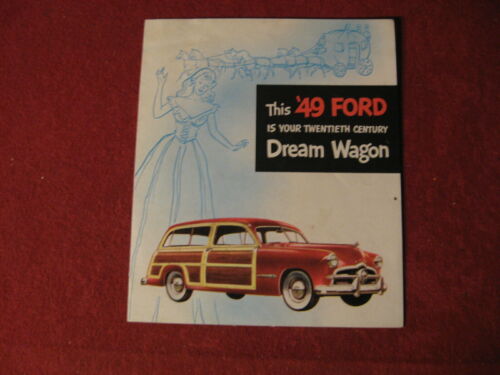 This '49 FORD
IS YOUR TWENTIETH CENTURY
Dream Wagon